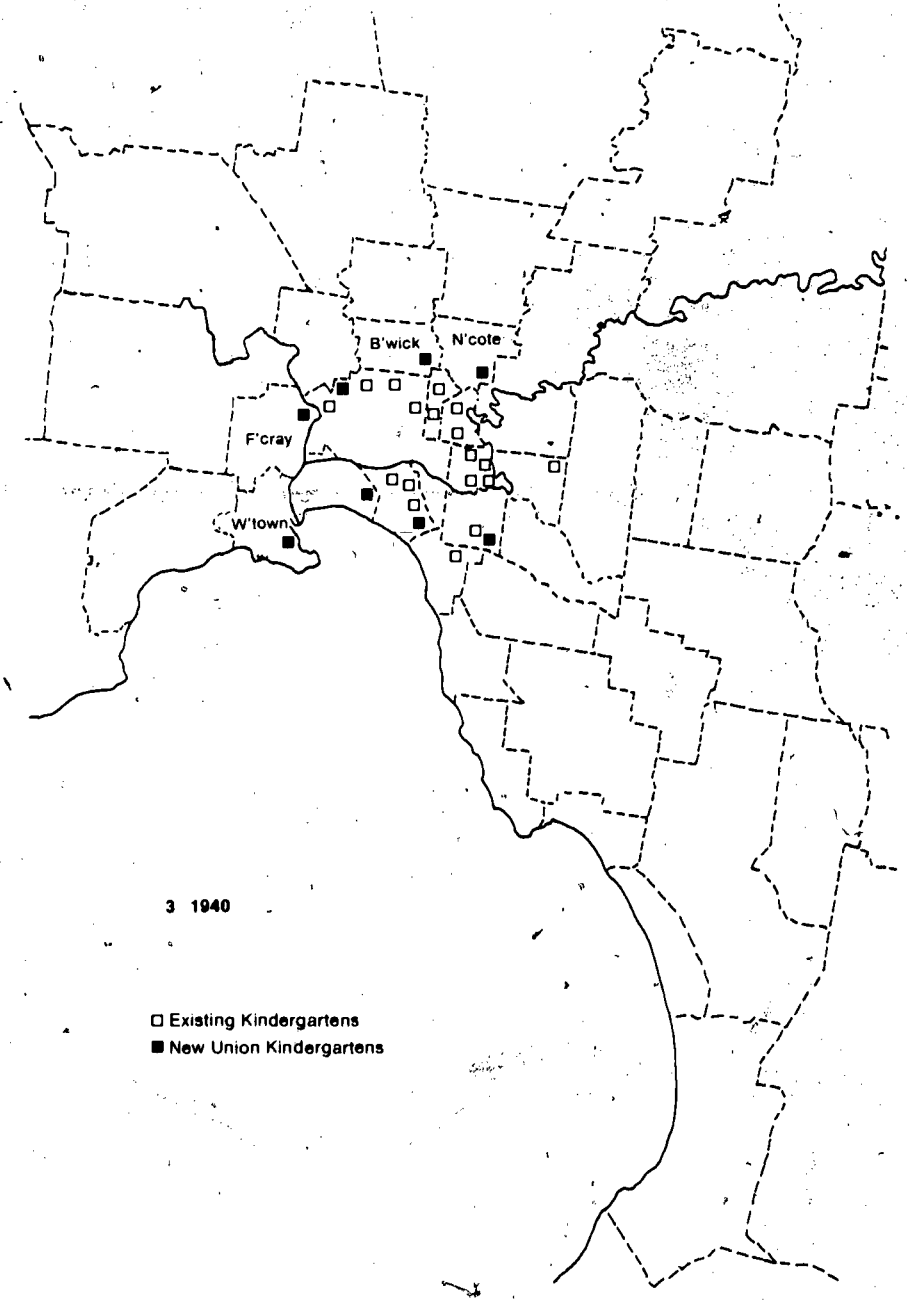 B'wick
N'cote
F'cray
W'town
3 1940
Existing Kindergartens
New Union Kindergartens